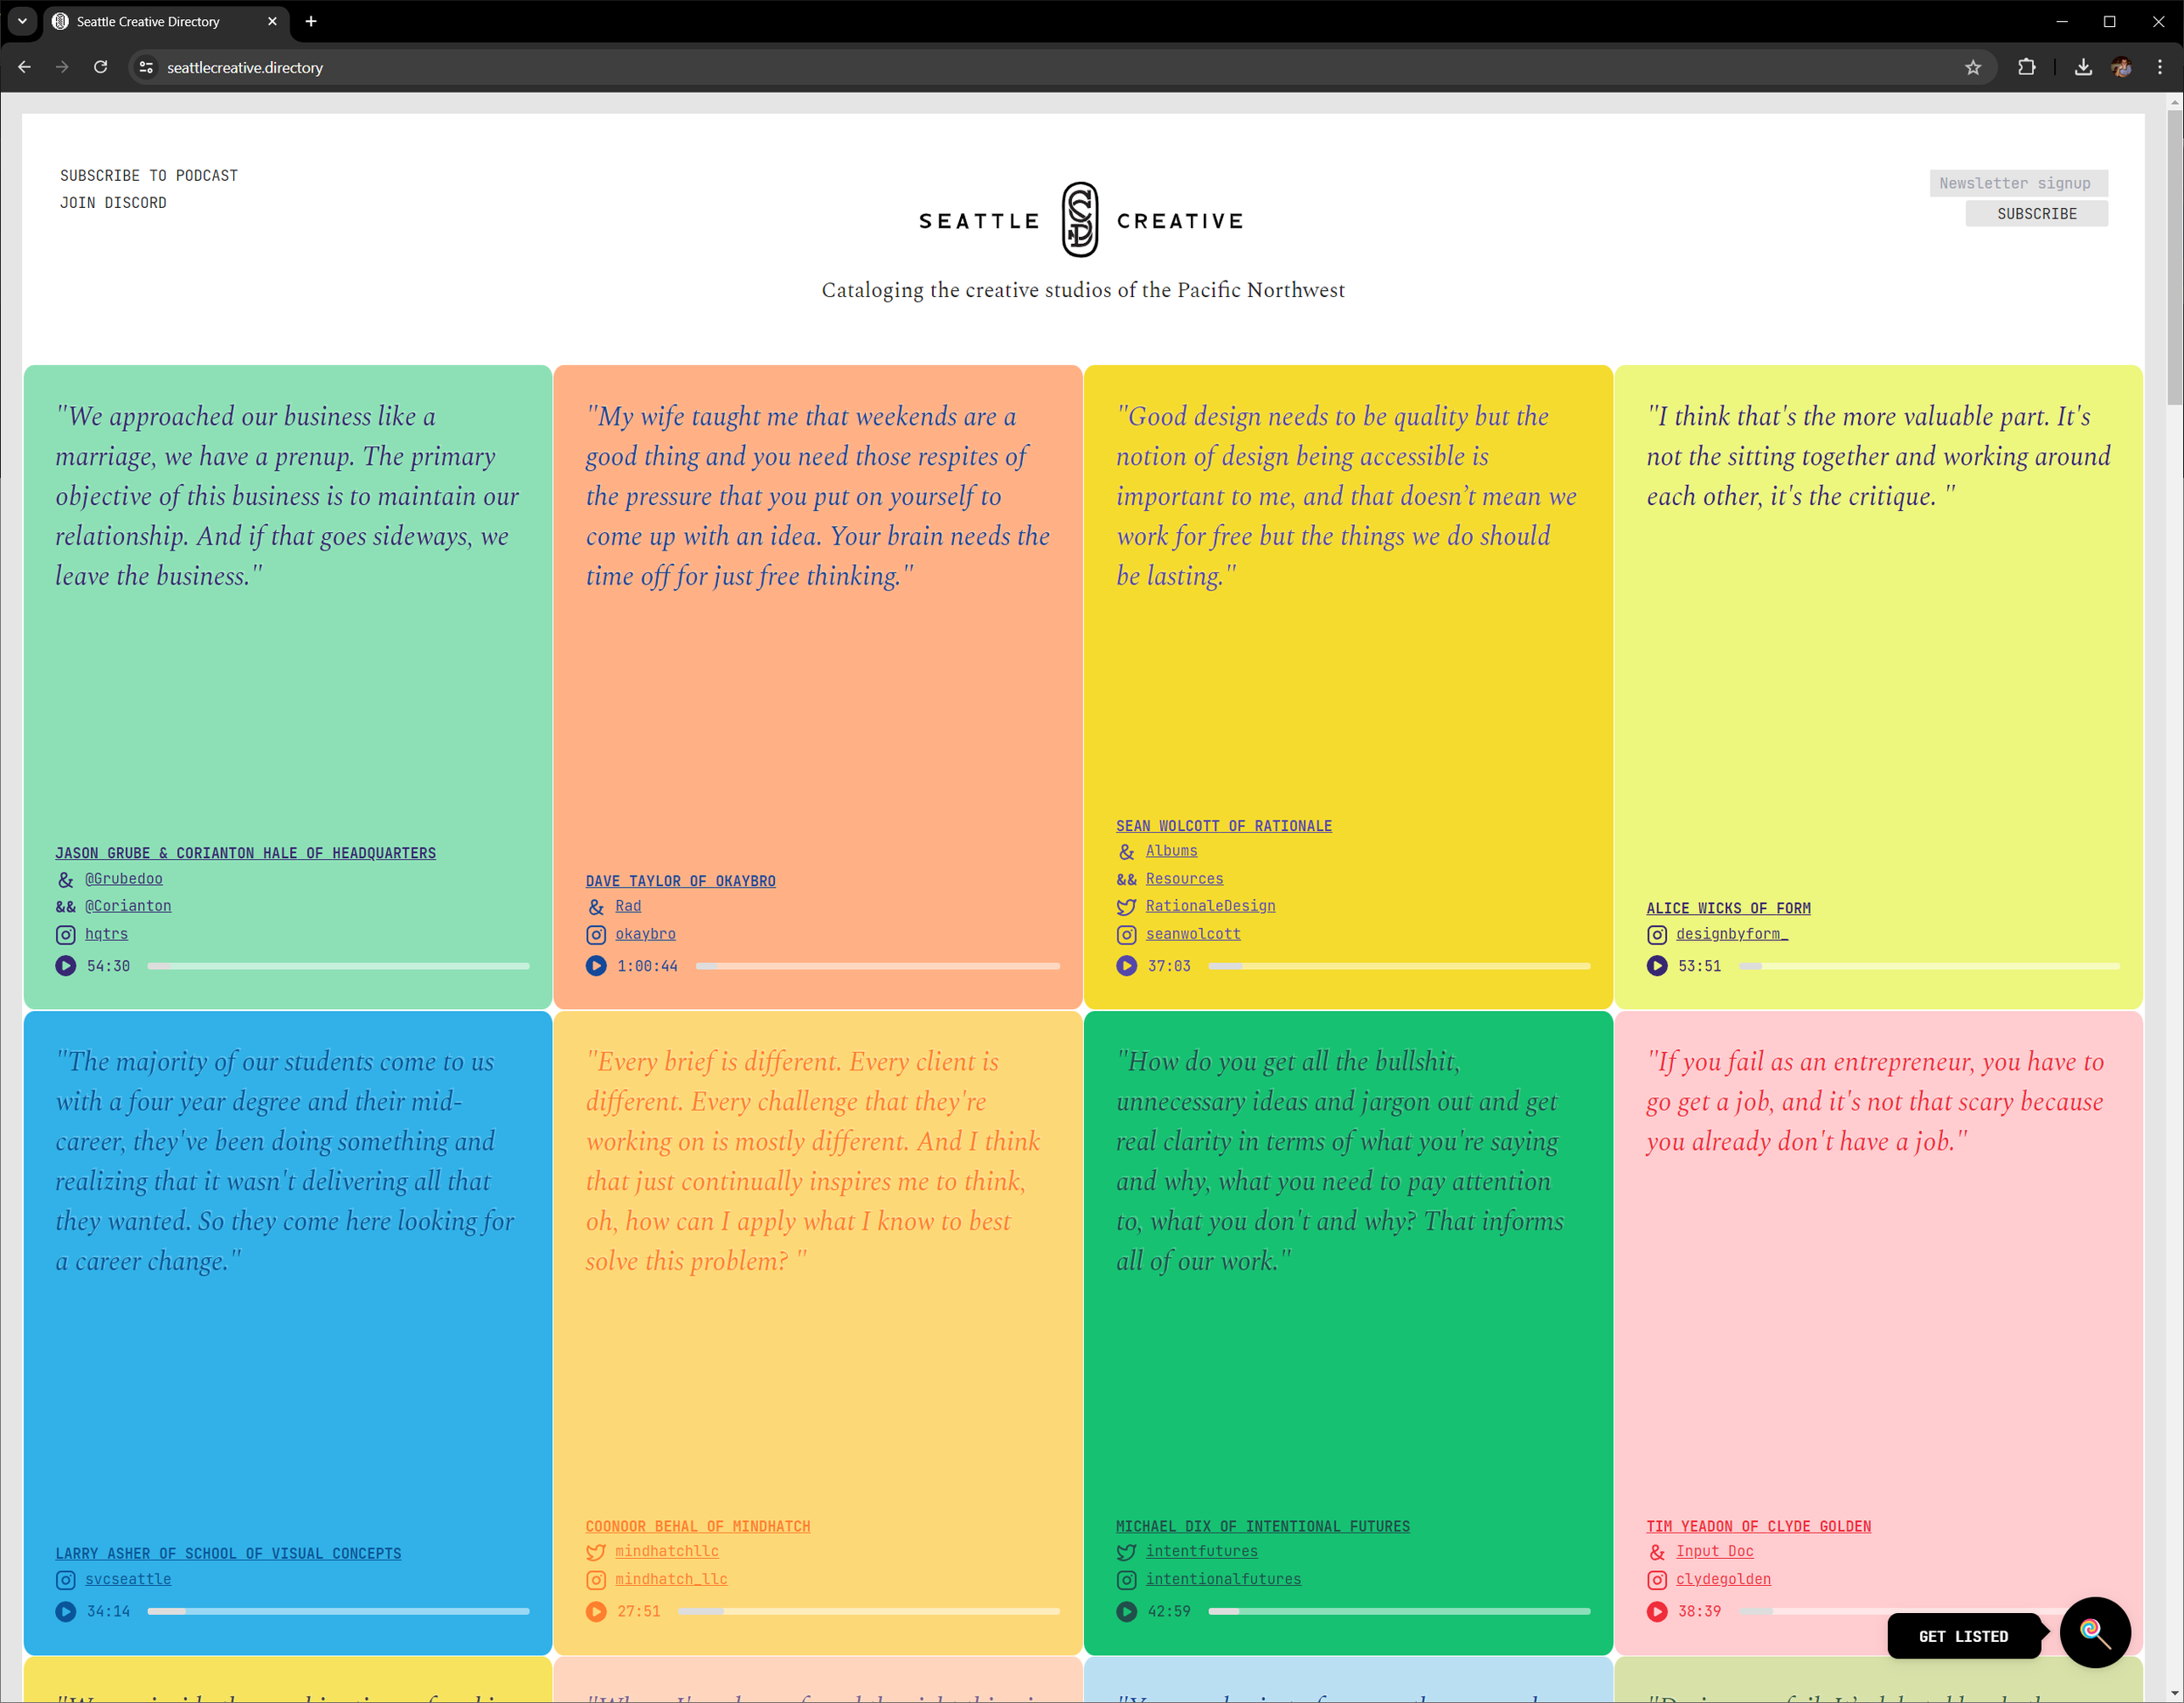 Seattle Creative Directory
seattlecreative.directory
SUBSCRIBE TO PODCAST
JOIN DISCORD
SEATTLE SCD CREATIVE
Cataloging the creative studios of the Pacific Northwest
Newsletter signup
SUBSCRIBE
"We approached our business like a
marriage, we have a prenup. The primary
objective of this business is to maintain our
relationship. And if that goes sideways, we
leave the business."
JASON GRUBE & CORIANTON HALE OF HEADQUARTERS
& @Grubedoo
&& @Corianton
hqtrs
54:30
"My wife taught me that weekends are a
good thing and you need those respites of
the pressure that you put on yourself to
come up with an idea. Your brain needs the
time off for just free thinking."
DAVE TAYLOR OF OKAYBRO
& Rad
okaybro
1:00:44
"Good design needs to be quality but the
notion of design being accessible is
important to me, and that doesn’t mean we
work for free but the things we do should
be lasting."
SEAN WOLCOTT OF RATIONALE
& Albums
&& Resources
RationaleDesign
seanwolcott
37:03
"I think that's the more valuable part. It's
not the sitting together and working around
each other, it's the critique. "
ALICE WICKS OF FORM
designbyform_
53:51
"The majority of our students come to us
with a four year degree and their mid-
career, they've been doing something and
realizing that it wasn't delivering all that
they wanted. So they come here looking for
a career change."
LARRY ASHER OF SCHOOL OF VISUAL CONCEPTS
svcseattle
34:14
"Every brief is different. Every client is
different. Every challenge that they're
working on is mostly different. And I think
that just continually inspires me to think,
oh, how can I apply what I know to best
solve this problem? "
COONOOR BEHAL OF MINDHATCH
mindhatchllc
mindhatch_llc
27:51
"How do you get all the bullshit,
unnecessary ideas and jargon out and get
real clarity in terms of what you're saying
and why, what you need to pay attention
to, what you don't and why? That informs
all of our work."
MICHAEL DIX OF INTENTIONAL FUTURES
intentfutures
intentionalfutures
42:59
"If you fail as an entrepreneur, you have to
go get a job, and it's not that scary because
you already don't have a job."
TIM YEADON OF CLYDE GOLDEN
& Input Doc
clydegolden
38:39
GET LISTED